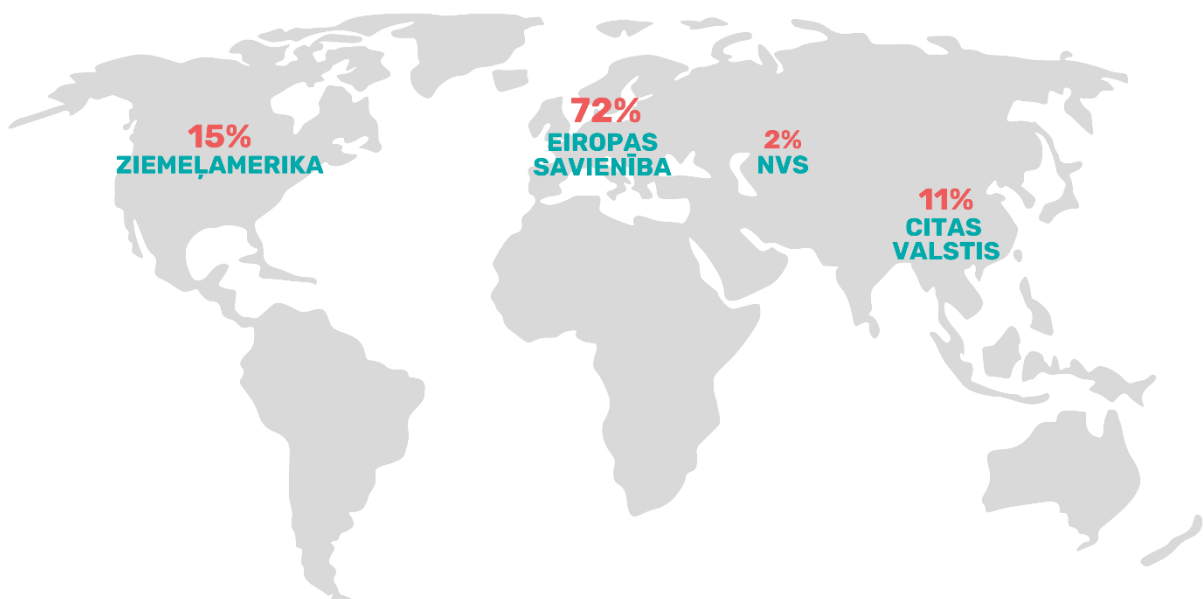 15%
ZIEMEĻAMERIKA
72%
EIROPAS
SAVIENĪBA
2%
NVS
11%
CITAS
VALSTIS